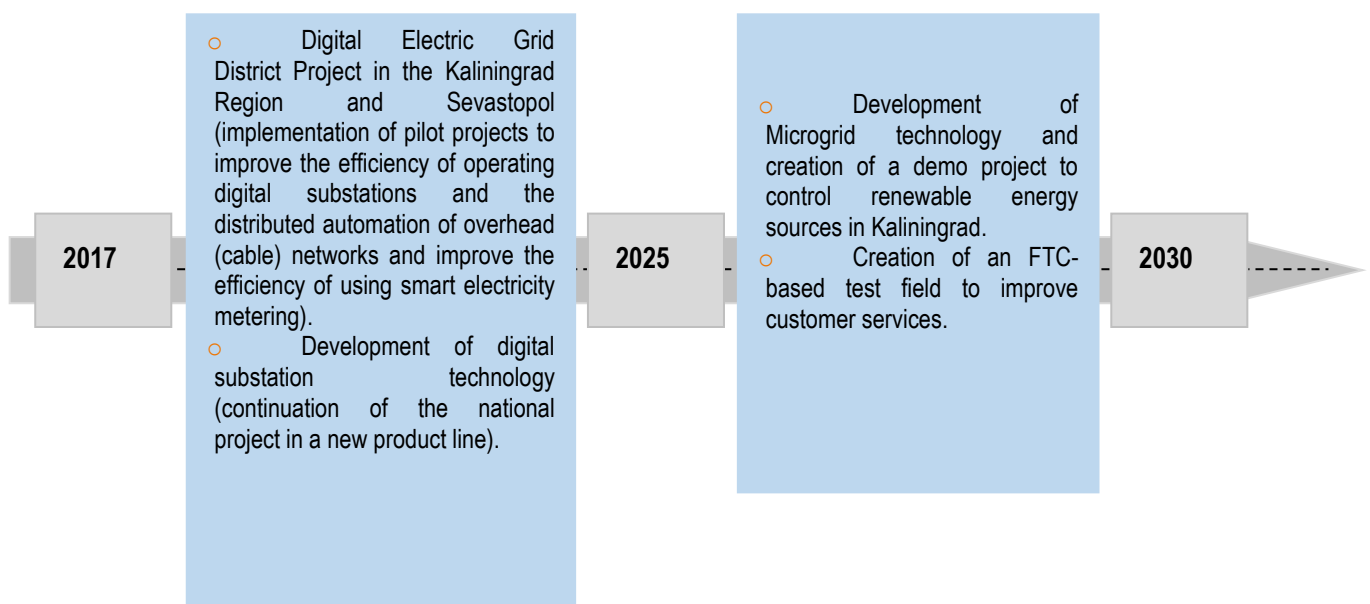 2017
○ Digital Electric Grid
District Project in the Kaliningrad
Region and Sevastopol
(implementation of pilot projects to
improve the efficiency of operating
digital substations and the
distributed automation of overhead
(cable) networks and improve the
efficiency of using smart electricity
metering).
○ Development of digital
substation technology
(continuation of the national
project in a new product line).
2025
○ Development of
Microgrid technology and
creation of a demo project to
control renewable energy
sources in Kaliningrad.
○ Creation of an FTC-
based test field to improve
customer services.
2030